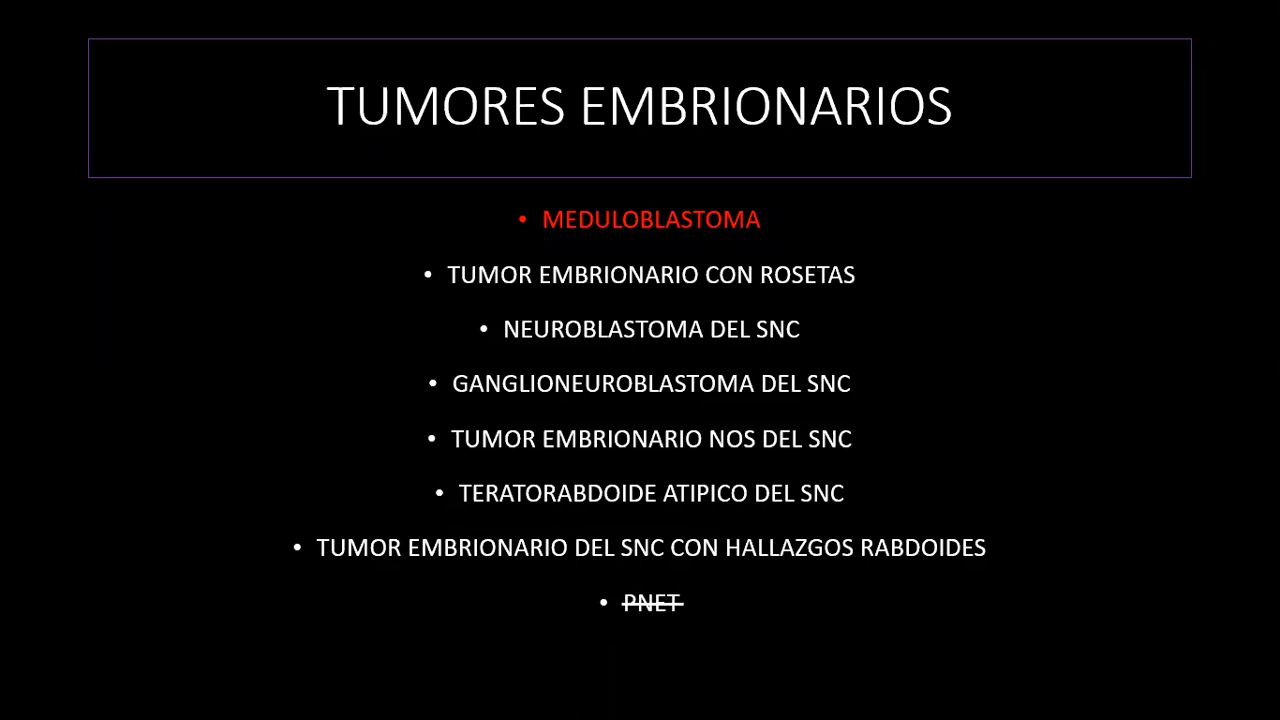 TUMORES EMBRIONARIOS
• MEDULOBLASTOMA
• TUMOR EMBRIONARIO CON ROSETAS
• NEUROBLASTOMA DEL SNC
• GANGLIONEUROBLASTOMA DEL SNC
• TUMOR EMBRIONARIO NOS DEL SNC
• TERATORABDOIDE ATIPICO DEL SNC
• TUMOR EMBRIONARIO DEL SNC CON HALLAZGOS RABDOIDES
• PNET